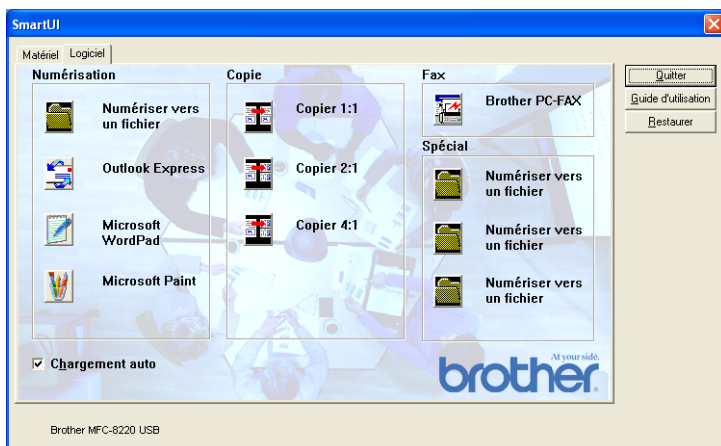 SmartUI
Matériel
Logiciel
Numérisation
Numériser vers
un fichier
Outlook Express
Microsoft
WordPad
Microsoft Paint
Copie
Copier 1:1
Copier 2:1
Copier 4:1
Fax
Brother PC-FAX
Spécial
Numériser vers
un fichier
Numériser vers
un fichier
Numériser vers
un fichier
Quitter
Guide d'utilisation
Restaurer
Chargement auto
At your side.
brother
Brother MFC-8220 USB